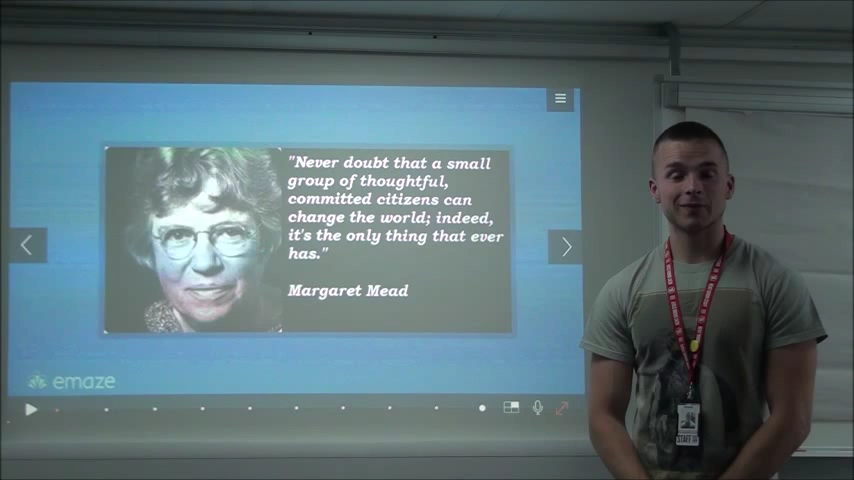 "Never doubt that a small
group of thoughtful,
committed citizens can
change the world; indeed,
it's the only thing that ever
has."
Margaret Mead
emaze
STAFF